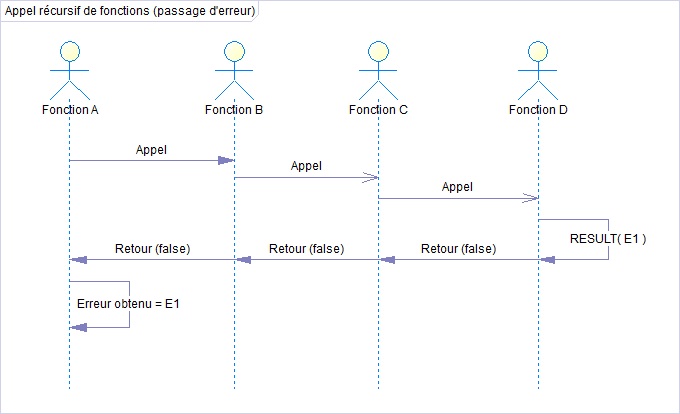 Appel récursif de fonctions (passage d'erreur)
Fonction A
Fonction B
Fonction C
Fonction D
Appel
Appel
Appel
RESULT( E1 )
Retour (false)
Retour (false)
Retour (false)
Erreur obtenu = E1